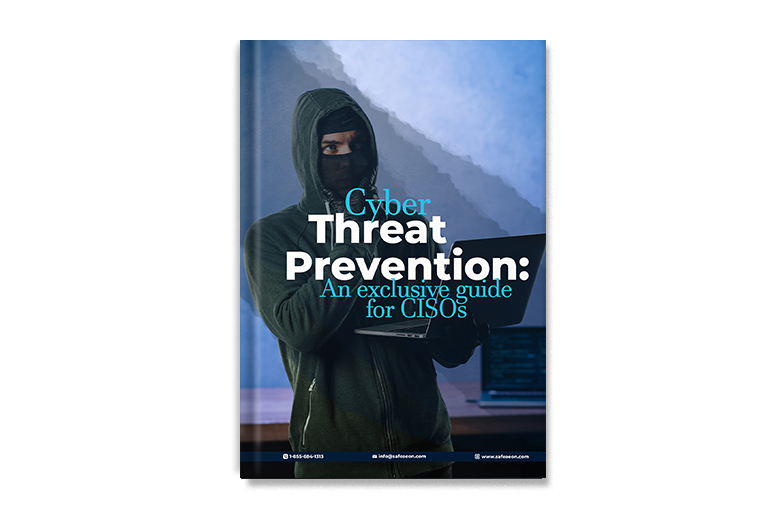 Cyber
Threat
Prevention:
An exclusive guide
for CISOs
1-855-684-1313 info@safeaeon.com www.safeaeon.com